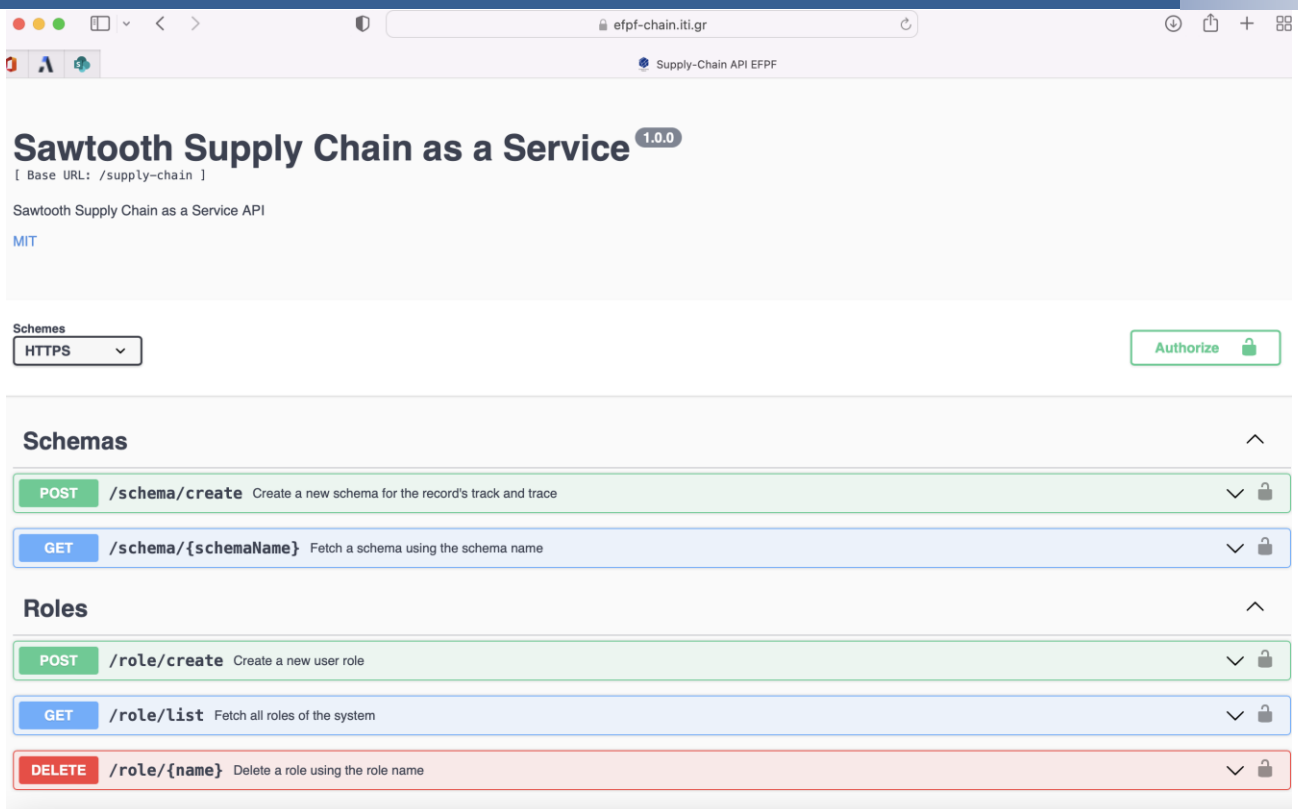 efpf-chain.iti.gr
Supply-Chain API EFPF
Sawtooth Supply Chain as a Service 1.0.0
[ Base URL: /supply-chain ]
Sawtooth Supply Chain as a Service API
MIT
Schemes
HTTPS
Authorize
Schemas
POST /schema/create Create a new schema for the record's track and trace
GET /schema/{schemaName} Fetch a schema using the schema name
Roles
POST /role/create Create a new user role
GET /role/list Fetch all roles of the system
DELETE /role/{name} Delete a role using the role name